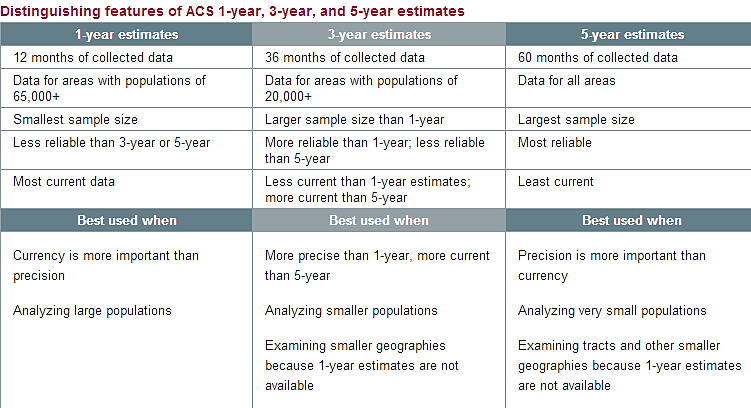 Distinguishing features of ACS 1-year, 3-year, and 5-year estimates
1-year estimates 3-year estimates 5-year estimates
12 months of collected data 36 months of collected data 60 months of collected data
Data for areas with populations of Data for areas with populations of Data for all areas
65,000+ 20,000+
Smallest sample size Larger sample size than 1-year Largest sample size
Less reliable than 3-year or 5-year More reliable than 1-year; less reliable Most reliable
than 5-year
Most current data Less current than 1-year estimates; Least current
more current than 5-year
Best used when Best used when Best used when
Currency is more important than More precise than 1-year, more current Precision is more important than
precision than 5-year currency
Analyzing large populations Analyzing smaller populations Analyzing very small populations
Examining smaller geographies Examining tracts and other smaller
because 1-year estimates are not geographies because 1-year estimates
available are not available